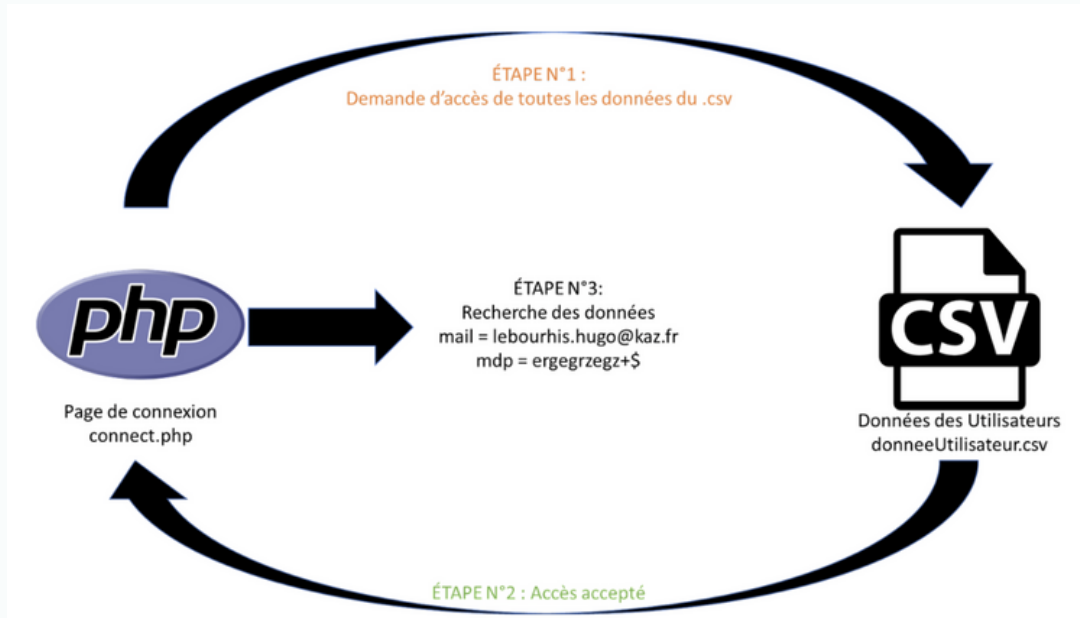 ÉTAPE N°1 :
Demande d'accès de toutes les données du .csv
php
ÉTAPE N°3:
Recherche des données
mail = lebourhis.hugo@kaz.fr
mdp = ergegrzegz+$
CSV
Page de connexion
connect.php
Données des Utilisateurs
donneeUtilisateur.csv
ÉTAPE N°2 : Accès accepté